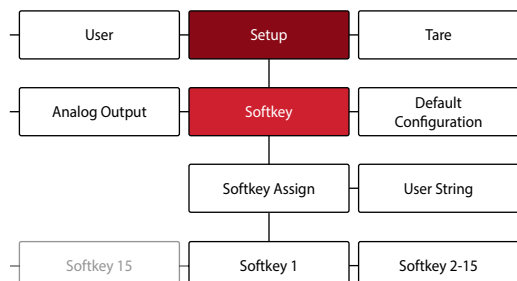 User
Setup
Tare
Analog Output
Softkey
Default
Configuration
Softkey Assign
User String
Softkey 15
Softkey 1
Softkey 2-15